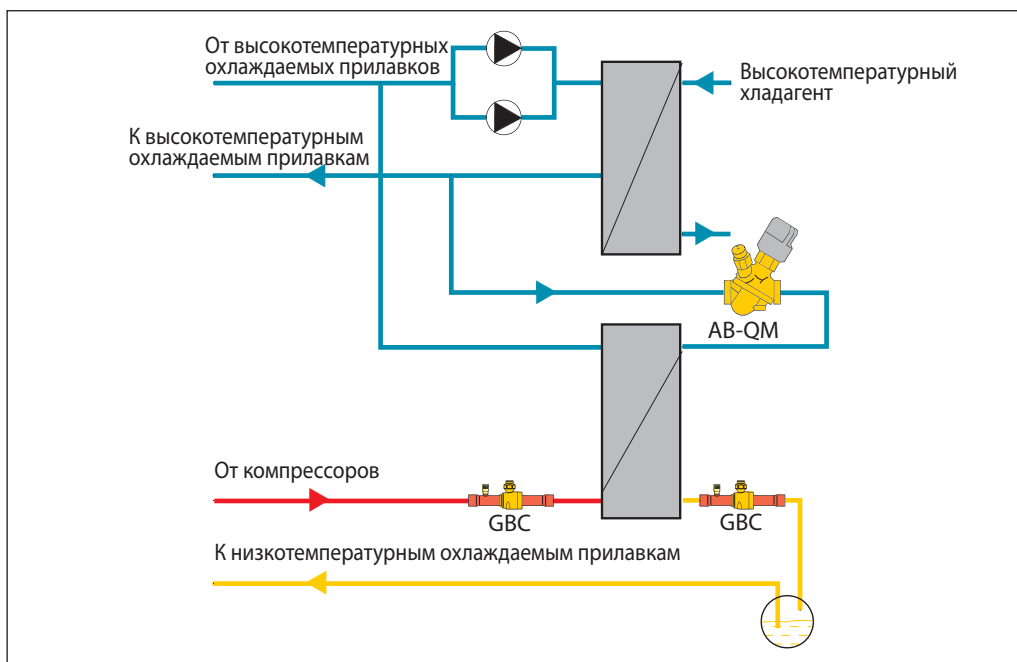 От высокотемпературных
охлаждаемых прилавков
Высокотемпературный
хладагент
К высокотемпературным
охлаждаемым прилавкам
AB-QM
От компрессоров
GBC
GBC
К низкотемпературным охлаждаемым прилавкам